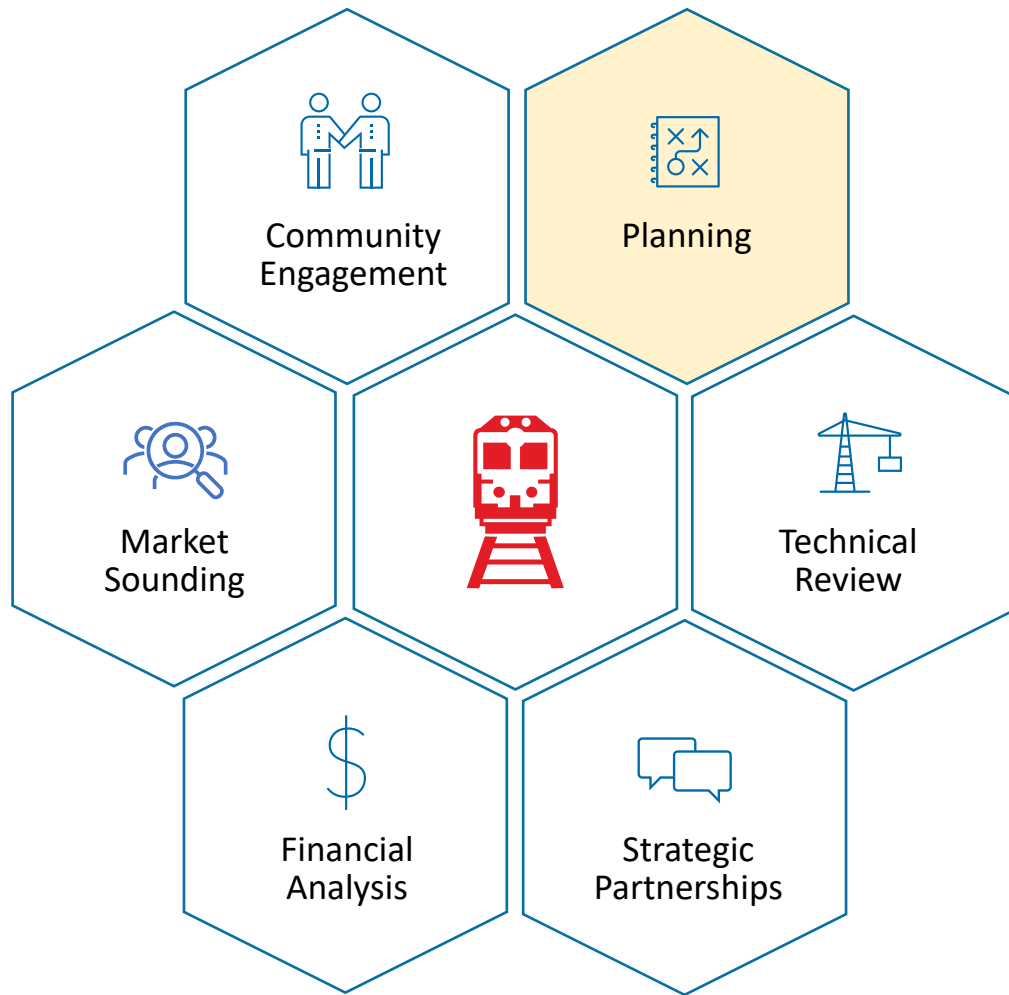 Community
Engagement
Planning
Market
Sounding
Technical
Review
Financial
Analysis
Strategic
Partnerships